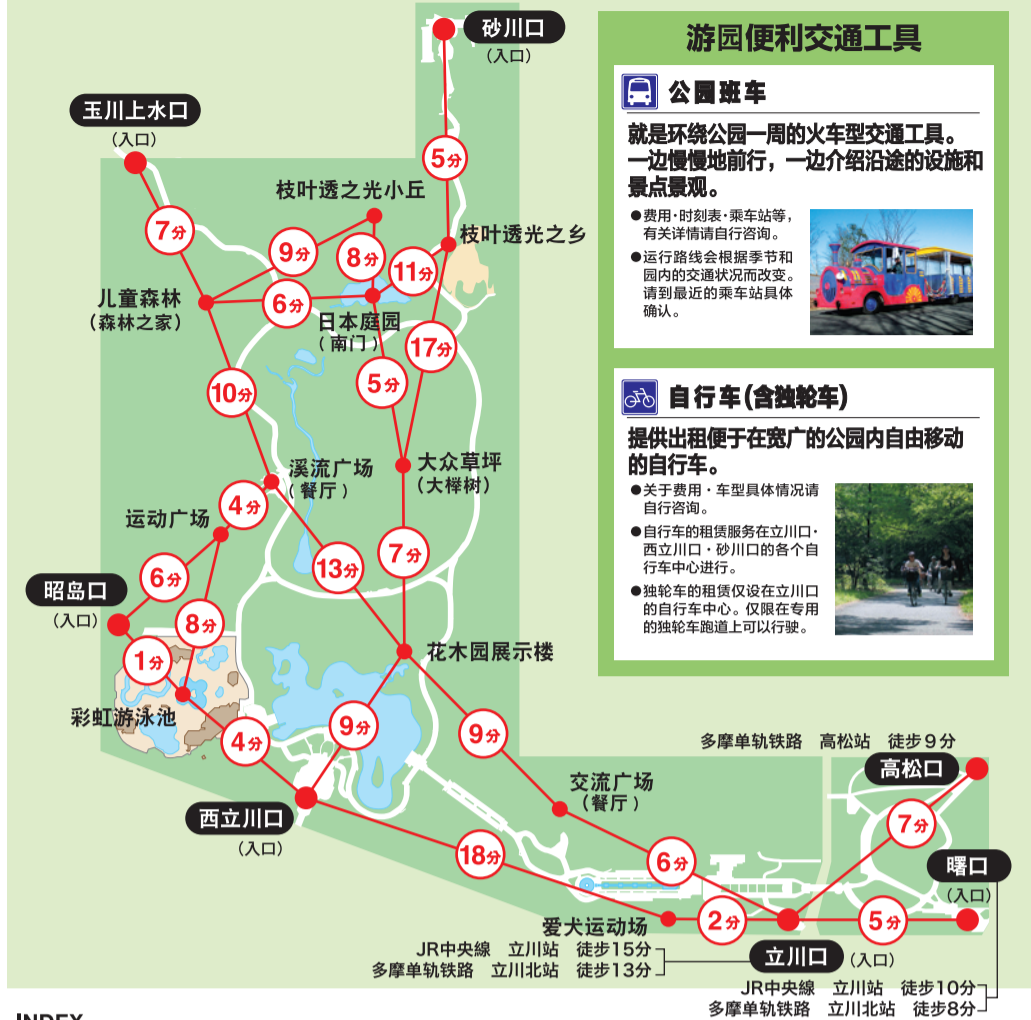 砂川口
(入口)
玉川上水口
(入口)
5分
枝叶透之光小丘
7分
9分
8分
11分
枝叶透光之乡
儿童森林
(森林之家)
6分
日本庭园
(南门)
17分
5分
10分
溪流广场
(餐厅)
大众草坪
(大榉树)
4分
运动广场
13分
7分
6分
昭岛口
(入口)
8分
1分
花木园展示楼
彩虹游泳池
4分
9分
9分
西立川口
(入口)
交流广场
(餐厅)
18分
6分
多摩单轨铁路 高松站 徒步9分
高松口
7分
曙口
(入口)
爱犬运动场
2分
5分
立川口
(入口)
JR中央線 立川站 徒步15分
多摩单轨铁路 立川北站 徒步13分
JR中央線 立川站 徒步10分
多摩单轨铁路 立川北站 徒步8分
游园便利交通工具
公园班车
就是环绕公园一周的火车型交通工具。
一边慢慢地前行，一边介绍沿途的设施和
景点景观。
●费用・时刻表・乘车站等，
有关详情请自行咨询。
●运行路线会根据季节和
园内的交通状况而改变。
请到最近的乘车站具体
确认。
自行车(含独轮车)
提供出租便于在宽广的公园内自由移动
的自行车。
●关于费用・车型具体情况请
自行咨询。
●自行车的租赁服务在立川口・
西立川口・砂川口的各个自
行车中心进行。
●独轮车的租赁仅设在立川口
的自行车中心。仅限在专用
的独轮车跑道上可以行驶。
INDEX